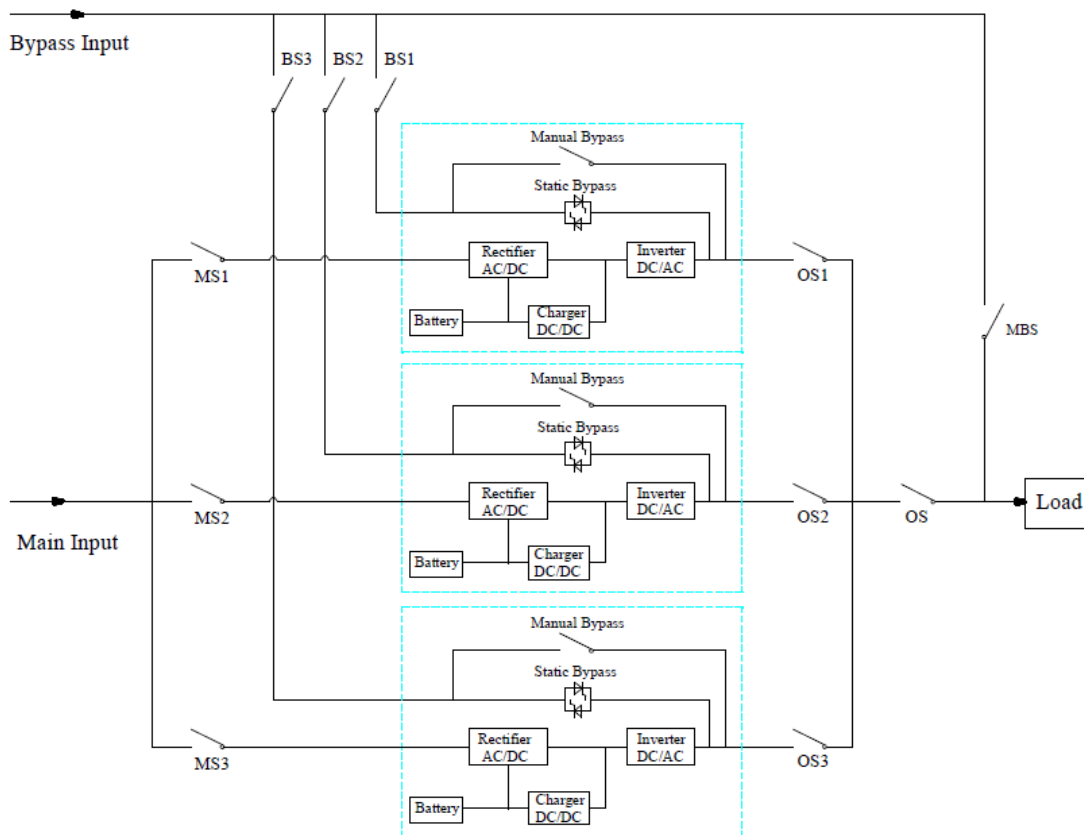 Bypass Input
BS3
BS2
BS1
Manual Bypass
Static Bypass
Rectifier
AC/DC
Inverter
DC/AC
MS1
OS1
Battery
Charger
DC/DC
MBS
Manual Bypass
Static Bypass
Rectifier
AC/DC
Inverter
DC/AC
Main Input
MS2
OS2
OS
Load
Battery
Charger
DC/DC
Manual Bypass
Static Bypass
Rectifier
AC/DC
Inverter
DC/AC
MS3
OS3
Battery
Charger
DC/DC